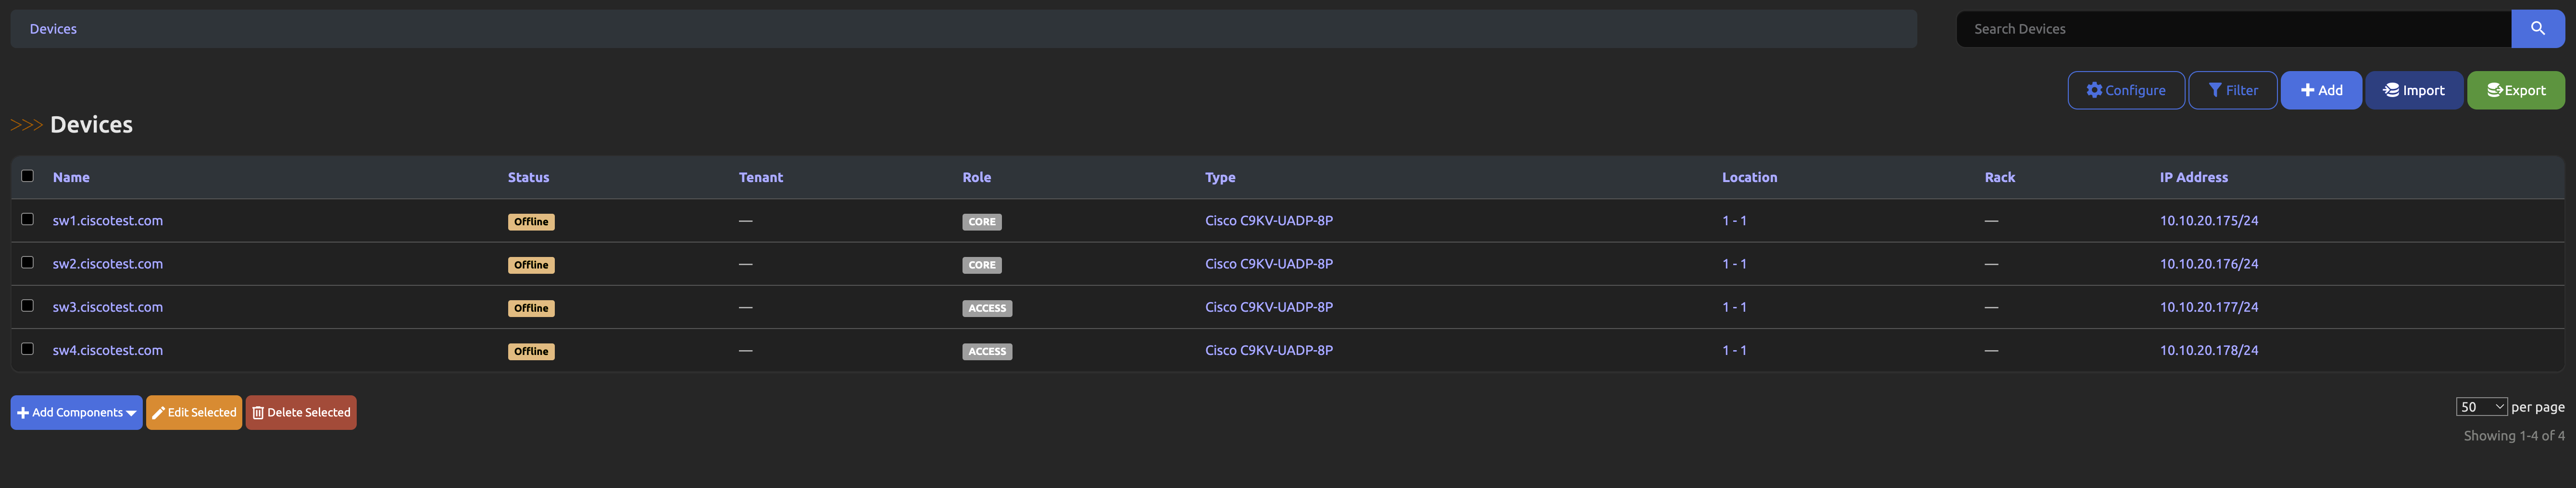 Devices
Search Devices
Configure Filter Add Import Export
>>> Devices
Name Status Tenant Role Type Location Rack IP Address
sw1.ciscotest.com Offline — CORE Cisco C9KV-UADP-8P 1 - 1 — 10.10.20.175/24
sw2.ciscotest.com Offline — CORE Cisco C9KV-UADP-8P 1 - 1 — 10.10.20.176/24
sw3.ciscotest.com Offline — ACCESS Cisco C9KV-UADP-8P 1 - 1 — 10.10.20.177/24
sw4.ciscotest.com Offline — ACCESS Cisco C9KV-UADP-8P 1 - 1 — 10.10.20.178/24
Add Components Edit Selected Delete Selected
50 per page
Showing 1-4 of 4